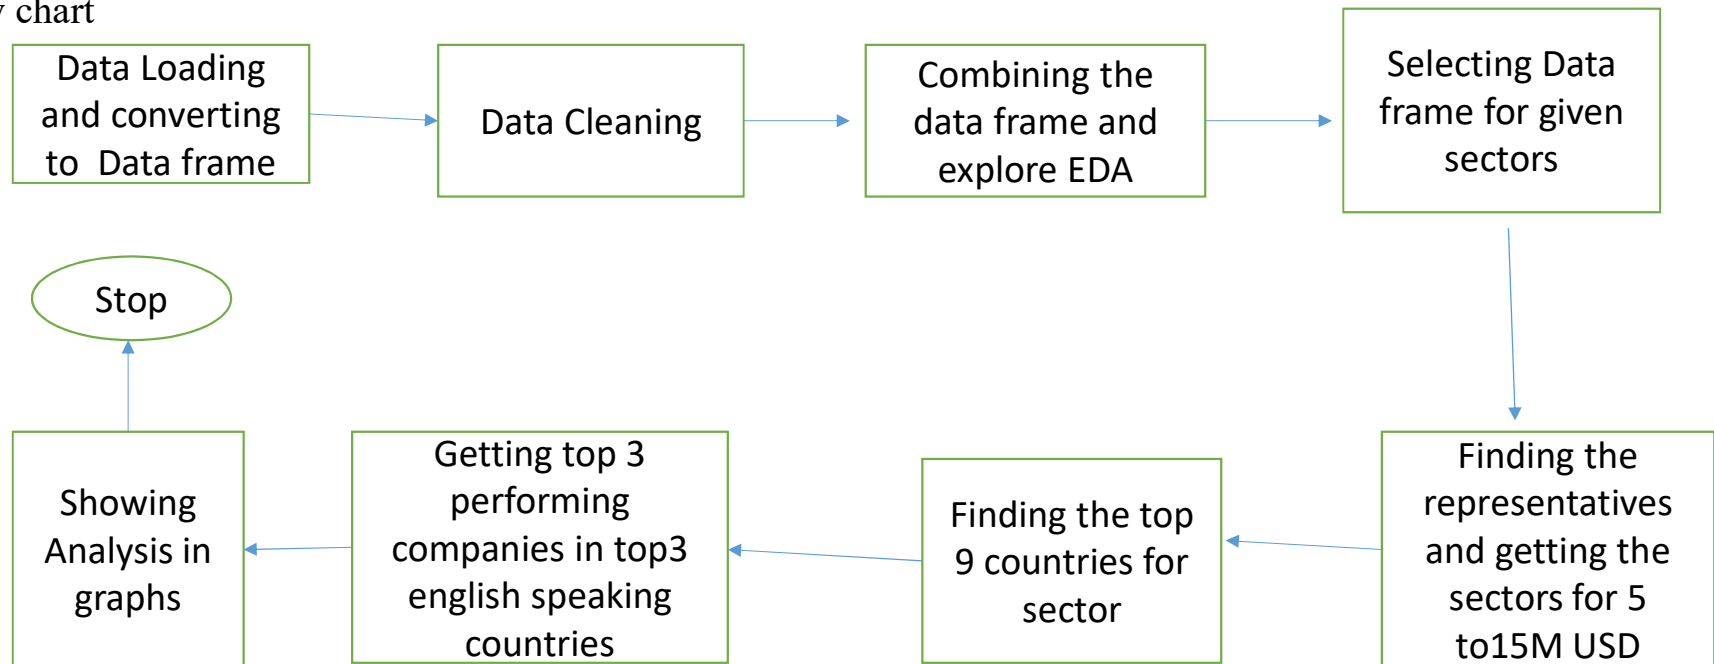 chart
Data Loading
and converting
to Data frame
Data Cleaning
Combining the
data frame and
explore EDA
Selecting Data
frame for given
sectors
Finding the
representatives
and getting the
sectors for 5
to15M USD
Finding the top
9 countries for
sector
Getting top 3
performing
companies in top3
english speaking
countries
Showing
Analysis in
graphs
Stop